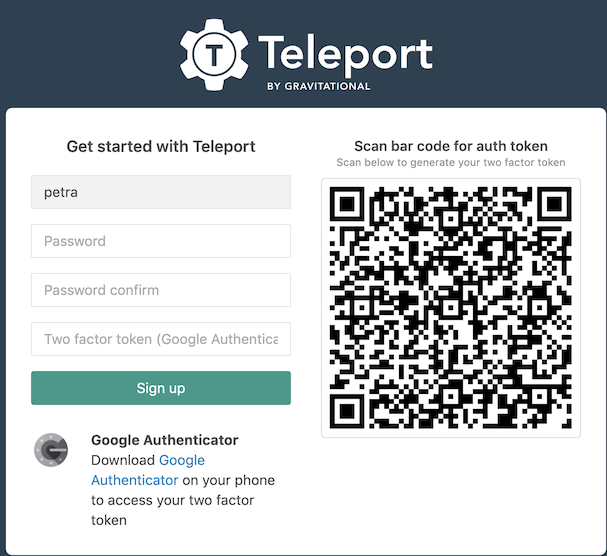 Teleport
BY GRAVITATIONAL
Get started with Teleport
petra
Password
Password confirm
Two factor token (Google Authentica
Sign up
Google Authenticator
Download Google
Authenticator on your phone
to access your two factor
token
Scan bar code for auth token
Scan below to generate your two factor token